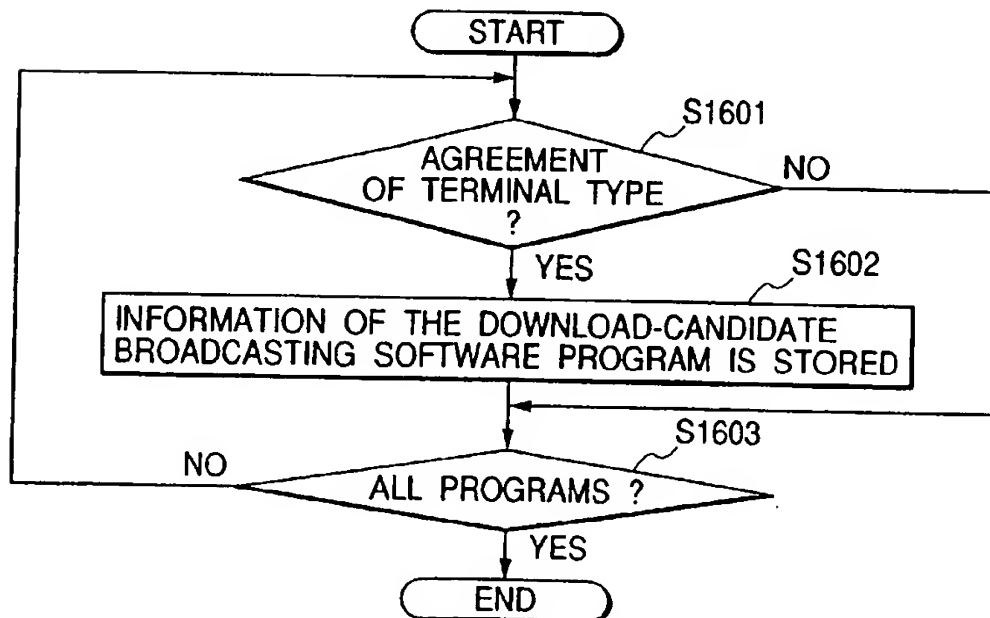 START
S1601
AGREEMENT
OF TERMINAL TYPE
?
NO
YES
S1602
INFORMATION OF THE DOWNLOAD-CANDIDATE
BROADCASTING SOFTWARE PROGRAM IS STORED
S1603
NO
ALL PROGRAMS ?
YES
END